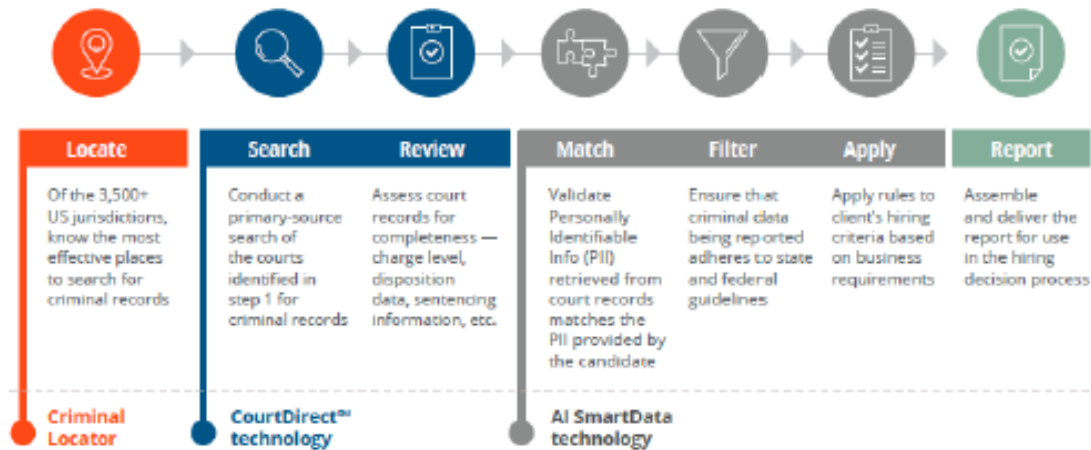 Locate
Of the 3,500+
US jurisdictions,
know the most
effective places
to search for
criminal records
Search
Conduct a
primary-source
search of
the courts
identified in
step 1 for
criminal records
Review
Assess court
records for
completeness —
charge level,
disposition
data, sentencing
information, etc.
Match
Validate
Personally
Identifiable
Info (PII)
retrieved from
court records
matches the
PII provided by
the candidate
Filter
Ensure that
criminal data
being reported
adheres to state
and federal
guidelines
Apply
Apply rules to
client's hiring
criteria based
on business
requirements
Report
Assemble
and deliver the
report for use
in the hiring
decision process
Criminal
Locator
CourtDirect℠
technology
AI SmartData
technology